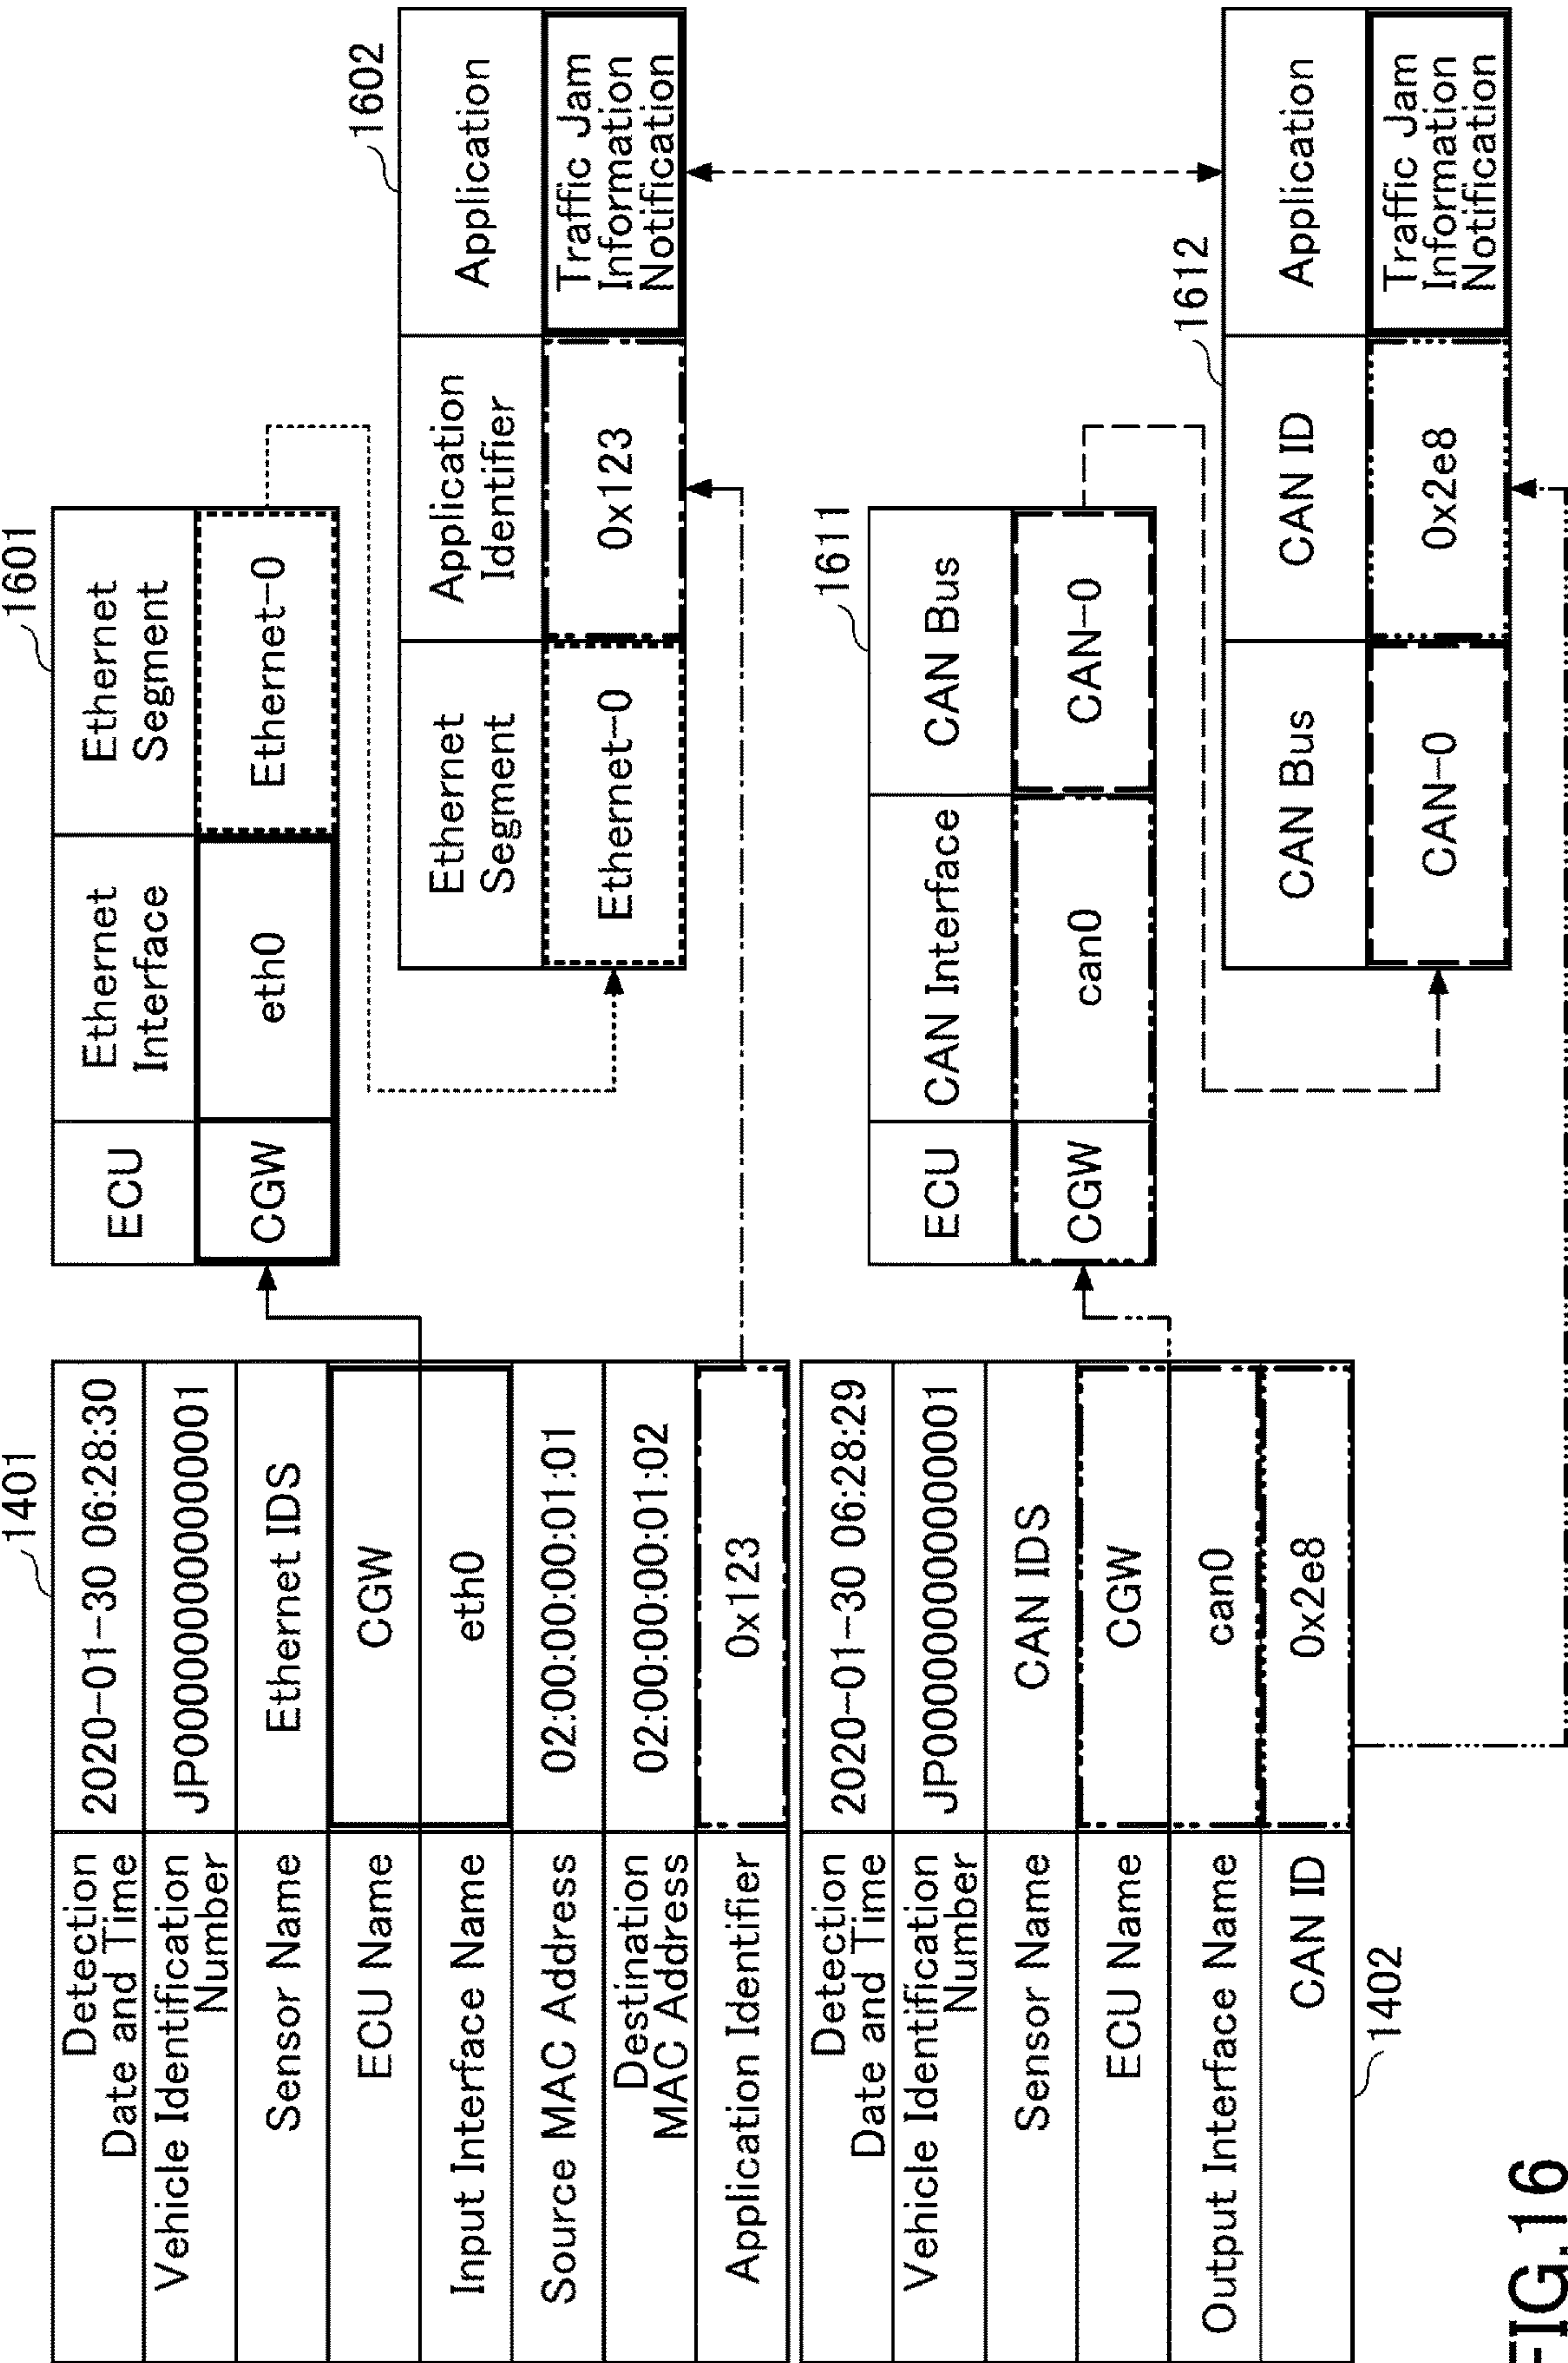 1401
Detection
Date and Time
2020-01-30 06:28:30
Vehicle Identification
Number
JP00000000000001
Sensor Name
Ethernet IDS
ECU Name
CGW
Input Interface Name
eth0
Source MAC Address
02:00:00:00:01:01
Destination
MAC Address
02:00:00:00:01:02
Application Identifier
0x123
Detection
Date and Time
2020-01-30 06:28:29
Vehicle Identification
Number
JP00000000000001
Sensor Name
CAN IDS
ECU Name
CGW
Output Interface Name
can0
CAN ID
0x2e8
1402
1601
ECU
Ethernet
Interface
Ethernet
Segment
CGW
eth0
Ethernet-0
1602
Ethernet
Segment
Application
Identifier
Application
Ethernet-0
0x123
Traffic Jam
Information
Notification
1611
ECU
CAN Interface
CAN Bus
CGW
can0
CAN-0
1612
CAN Bus
CAN ID
Application
CAN-0
0x2e8
Traffic Jam
Information
Notification
FIG.16